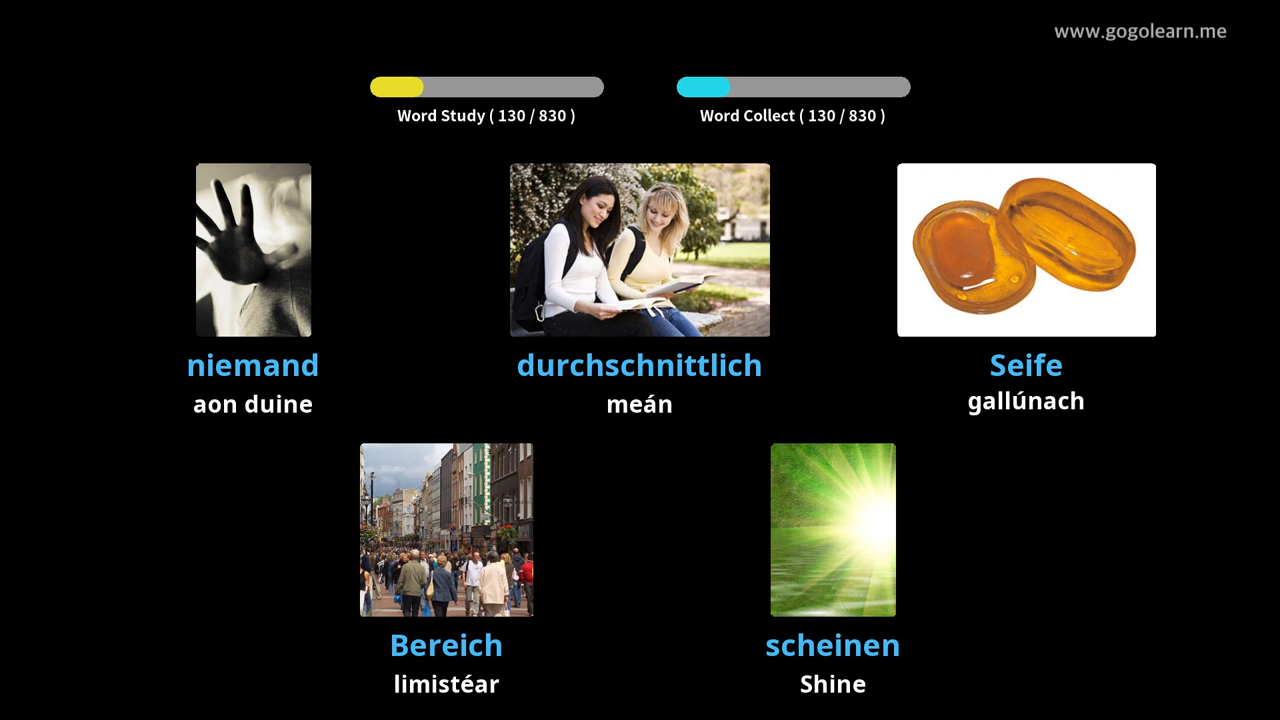 www.gogolearn.me
Word Study ( 130 / 830 )
Word Collect ( 130 / 830 )
niemand
aon duine
durchschnittlich
meán
Seife
gallúnach
Bereich
limistéar
scheinen
Shine